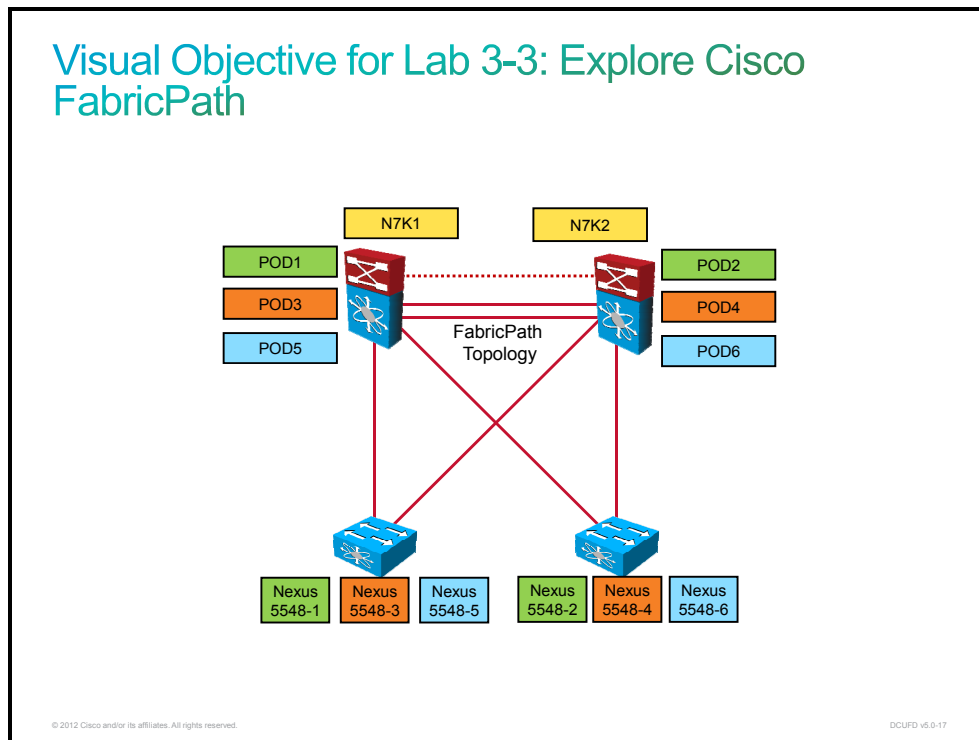 Visual Objective for Lab 3-3: Explore Cisco
FabricPath
N7K1
N7K2
POD1
POD2
POD3
POD4
POD5
POD6
FabricPath
Topology
Nexus
5548-1
Nexus
5548-3
Nexus
5548-5
Nexus
5548-2
Nexus
5548-4
Nexus
5548-6
© 2012 Cisco and/or its affiliates. All rights reserved.
DCUFD v5.0-17